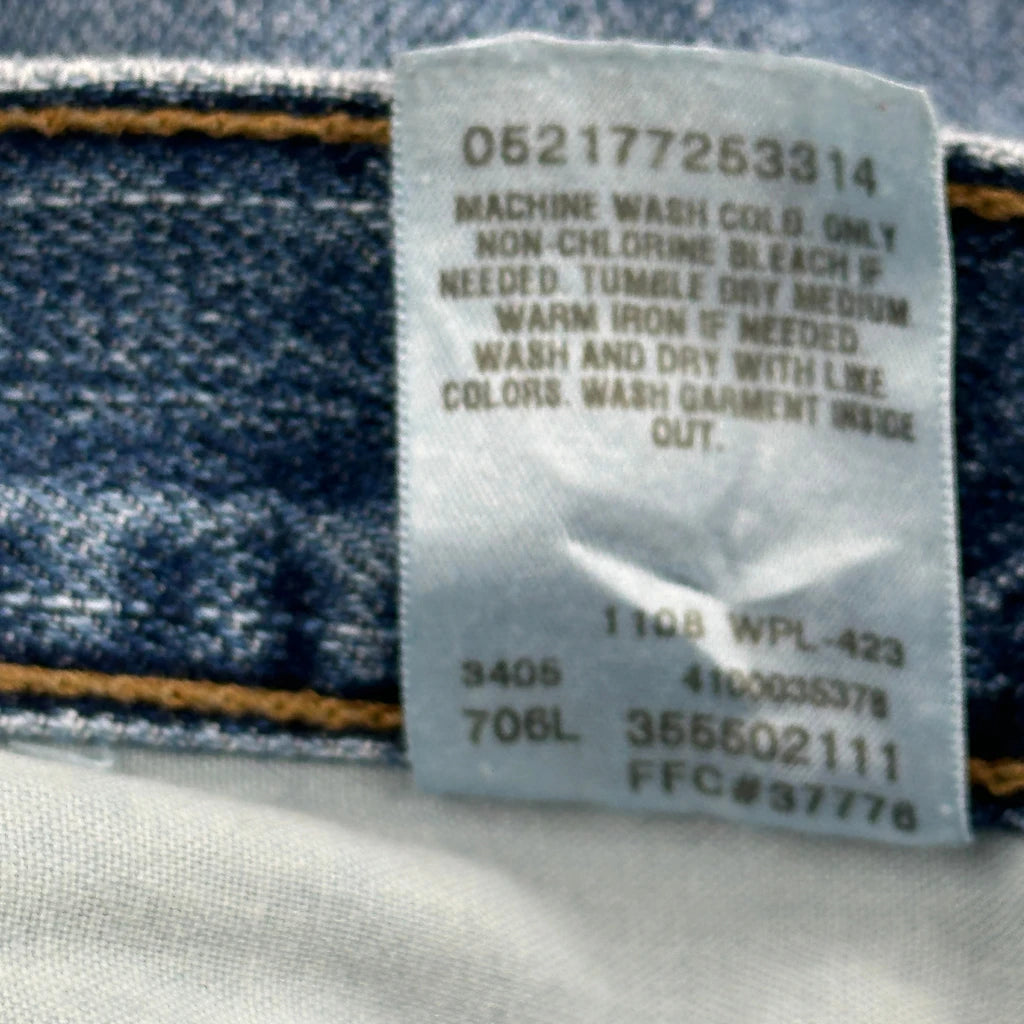 052177253314
MACHINE WASH COLD. ONLY
NON-CHLORINE BLEACH IF
NEEDED. TUMBLE DRY MEDIUM
WARM IRON IF NEEDED.
WASH AND DRY WITH LIKE
COLORS. WASH GARMENT INSIDE
OUT.
1108 WPL-423
3405 4100035378
706L 355502111
FFC#37776